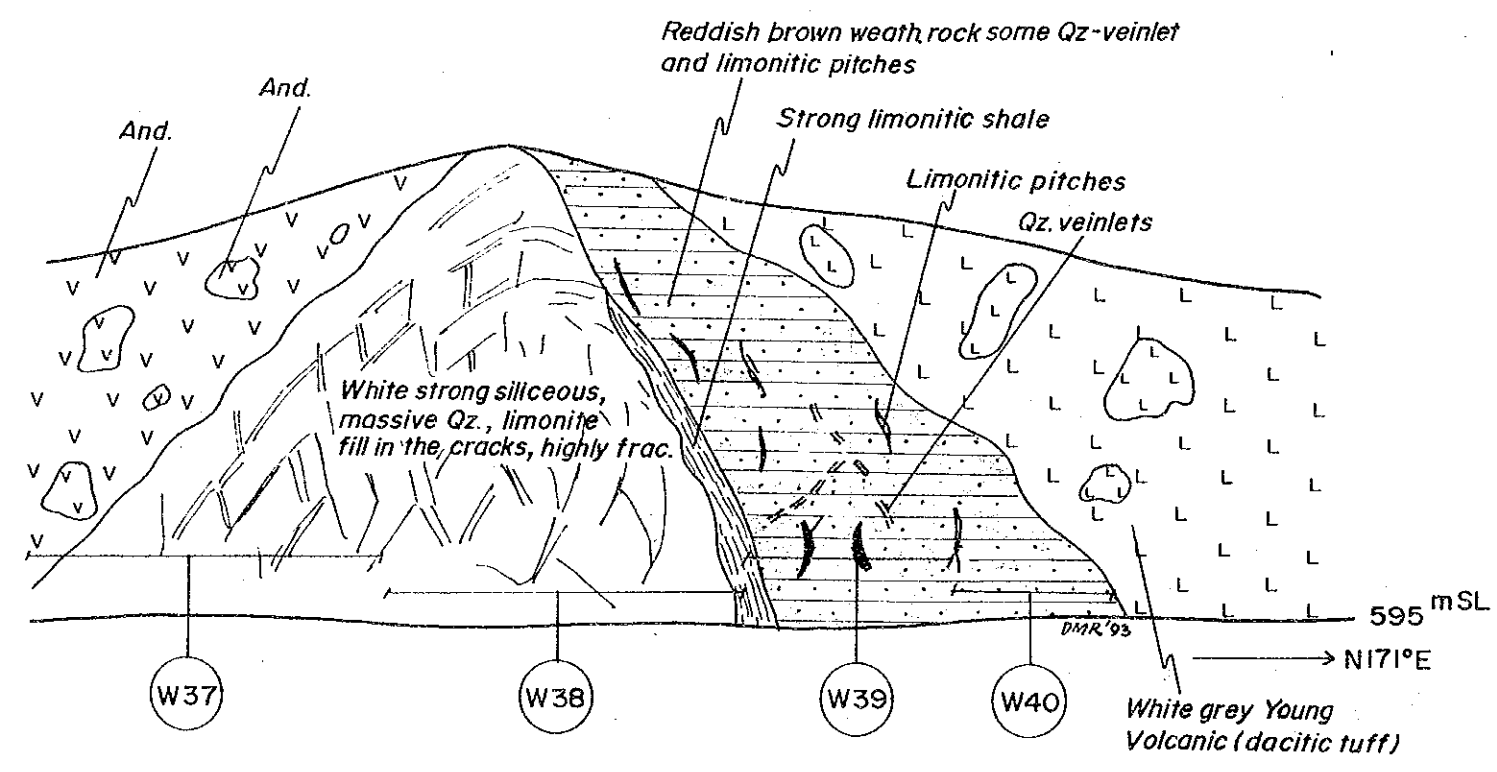 Reddish brown weath. rock some Qz-veinlet
and limonitic pitches
And.
And.
Strong limonitic shale
Limonitic pitches
Qz. veinlets
White strong siliceous,
massive Qz., limonite
fill in the cracks, highly frac.
595 mSL
DMR'93
N171°E
W37
W38
W39
W40
White grey Young
Volcanic (dacitic tuff)